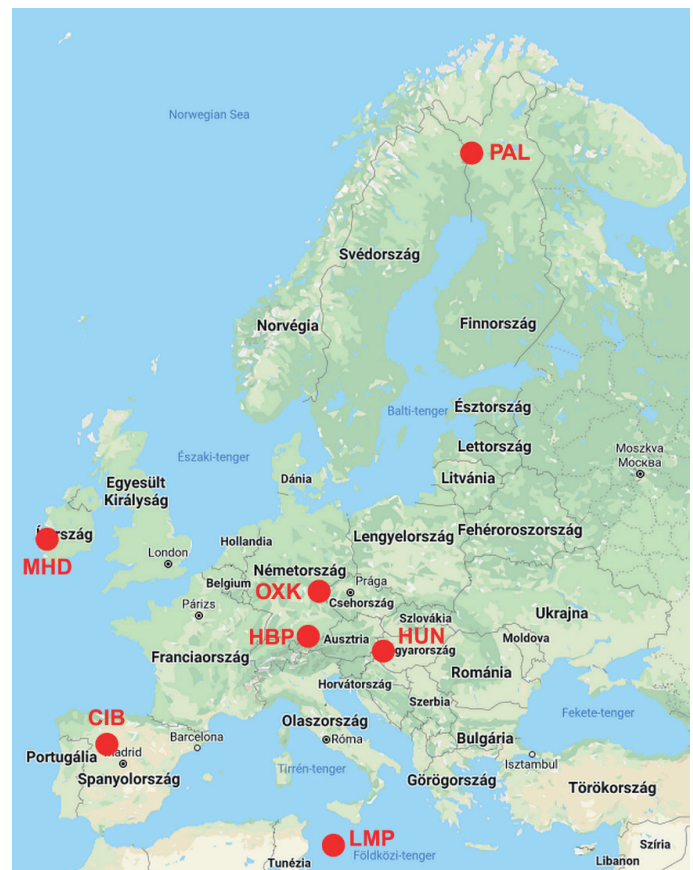 Norwegian Sea
PAL
Svédország
Norvégia
Finnország
Balti-tenger
Észtország
Északi-tenger
Lettország
Moszkva
Москва
Dánia
Litvánia
Egyesült
Királyság
Írország
MHD
London
Hollandia
Lengyelország
Fehéroroszország
Németország
Belgium
OXK
Prága
Csehország
Párizs
Szlovákia
Ukrajna
HBP
Ausztria
HUN
gyarország
Moldova
Franciaország
Horvátország
Románia
Szerbia
CIB
Barcelona
Olaszország
Róma
Bulgária
Fekete-tenger
Portugália
adrid
Spanyolország
Tirrén-tenger
Isztambul
Görögország
Törökország
LMP
Földközi-tenger
Tunézia
Szíria
Libanon